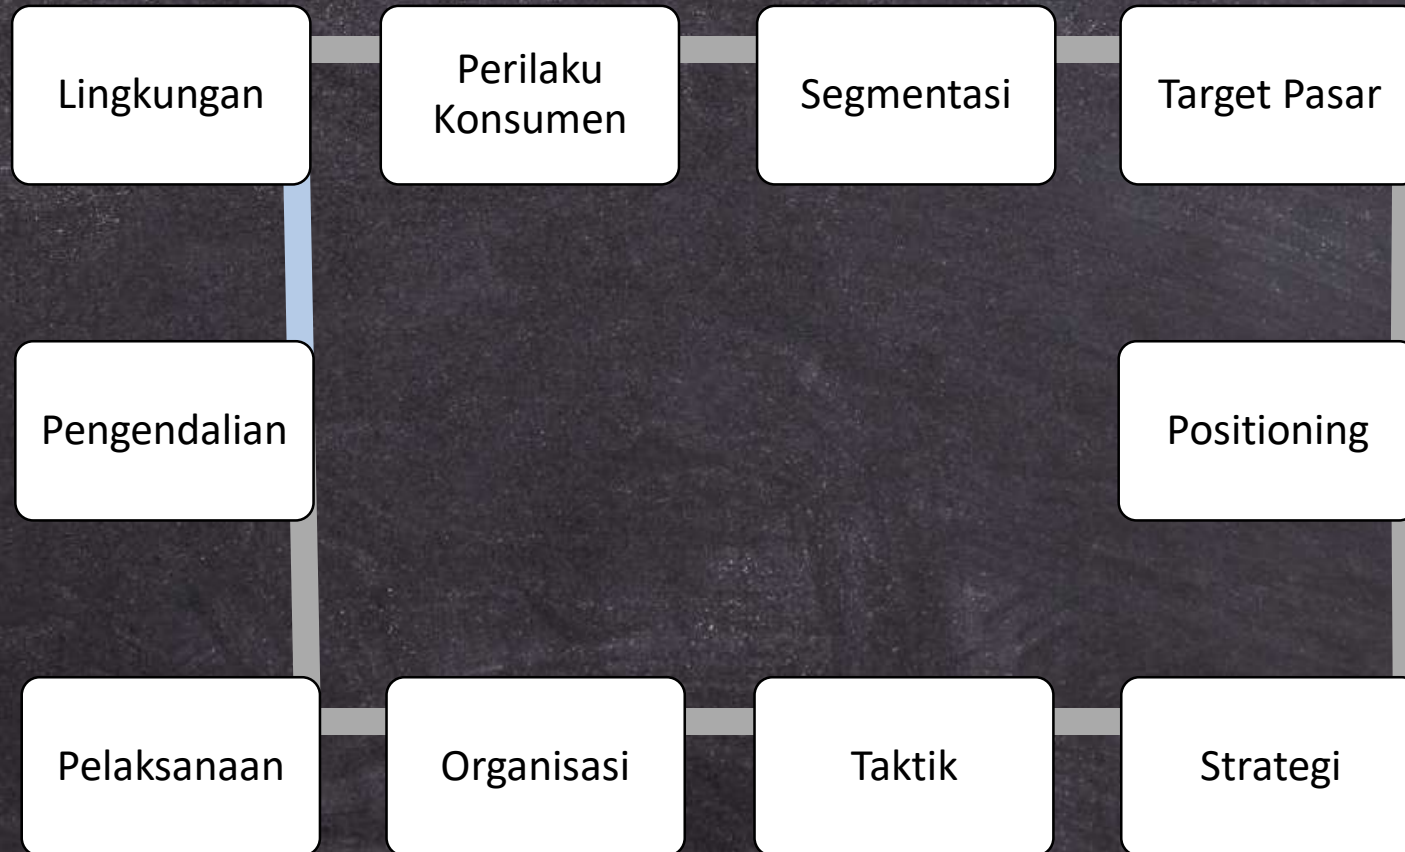 Lingkungan
Perilaku
Konsumen
Segmentasi
Target Pasar
Pengendalian
Positioning
Pelaksanaan
Organisasi
Taktik
Strategi